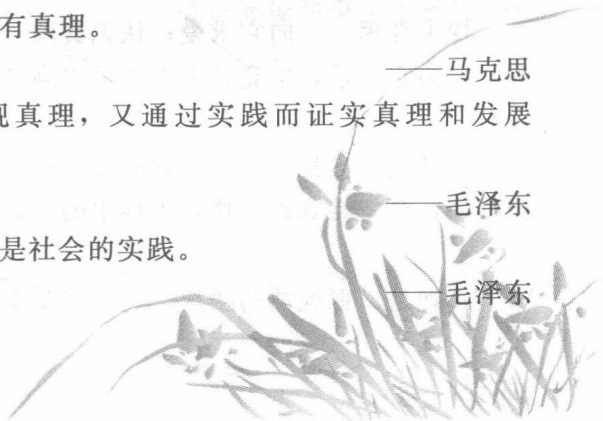 有真理。
——马克思
现真理，又通过实践而证实真理和发展
——毛泽东
是社会的实践。
——毛泽东